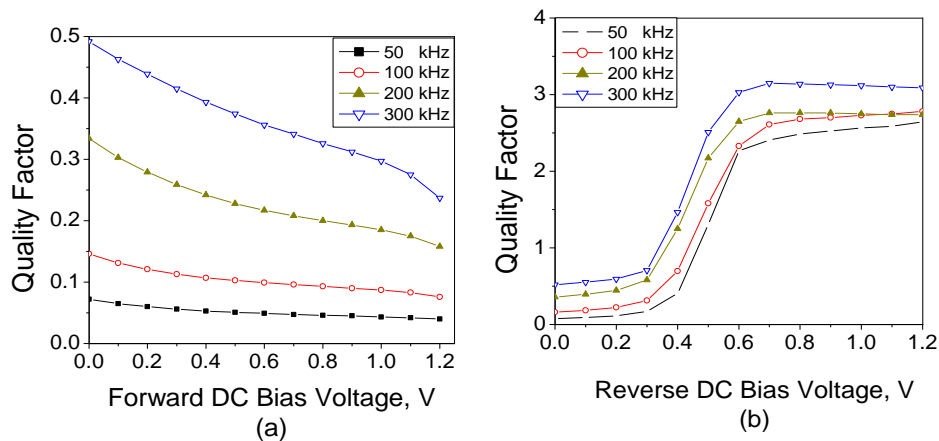 0.5
0.4
0.3
0.2
0.1
0.0
Quality Factor
50 kHz
100 kHz
200 kHz
300 kHz
0.0 0.2 0.4 0.6 0.8 1.0 1.2
Forward DC Bias Voltage, V
(a)
4
3
2
1
0
Quality Factor
50 kHz
100 kHz
200 kHz
300 kHz
0.0 0.2 0.4 0.6 0.8 1.0 1.2
Reverse DC Bias Voltage, V
(b)